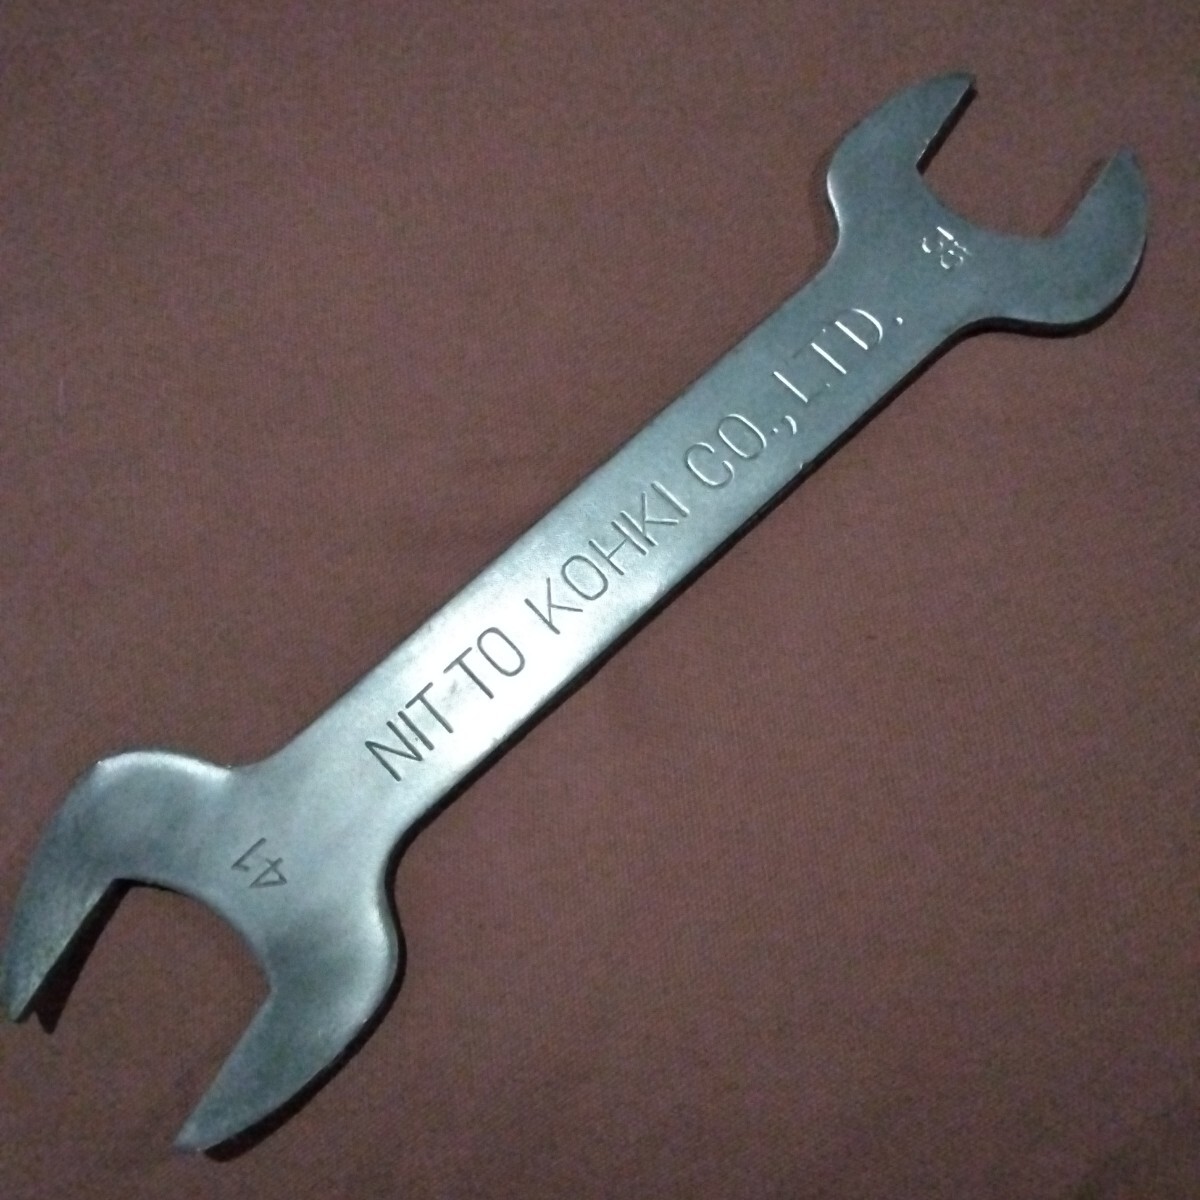 NITTO KOHKI CO., LTD.
41